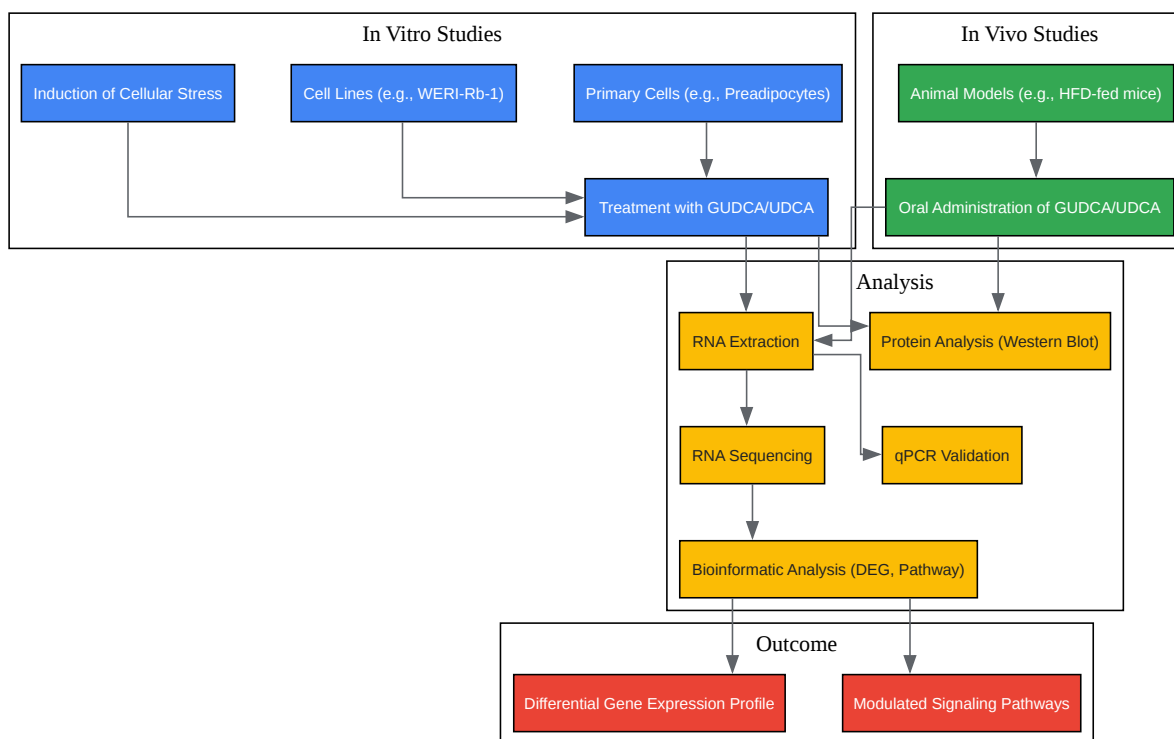 In Vitro Studies
In Vivo Studies
Induction of Cellular Stress
Cell Lines (e.g., WERI-Rb-1)
Primary Cells (e.g., Preadipocytes)
Animal Models (e.g., HFD-fed mice)
Treatment with GUDCA/UDCA
Oral Administration of GUDCA/UDCA
Analysis
RNA Extraction
Protein Analysis (Western Blot)
RNA Sequencing
qPCR Validation
Bioinformatic Analysis (DEG, Pathway)
Outcome
Differential Gene Expression Profile
Modulated Signaling Pathways